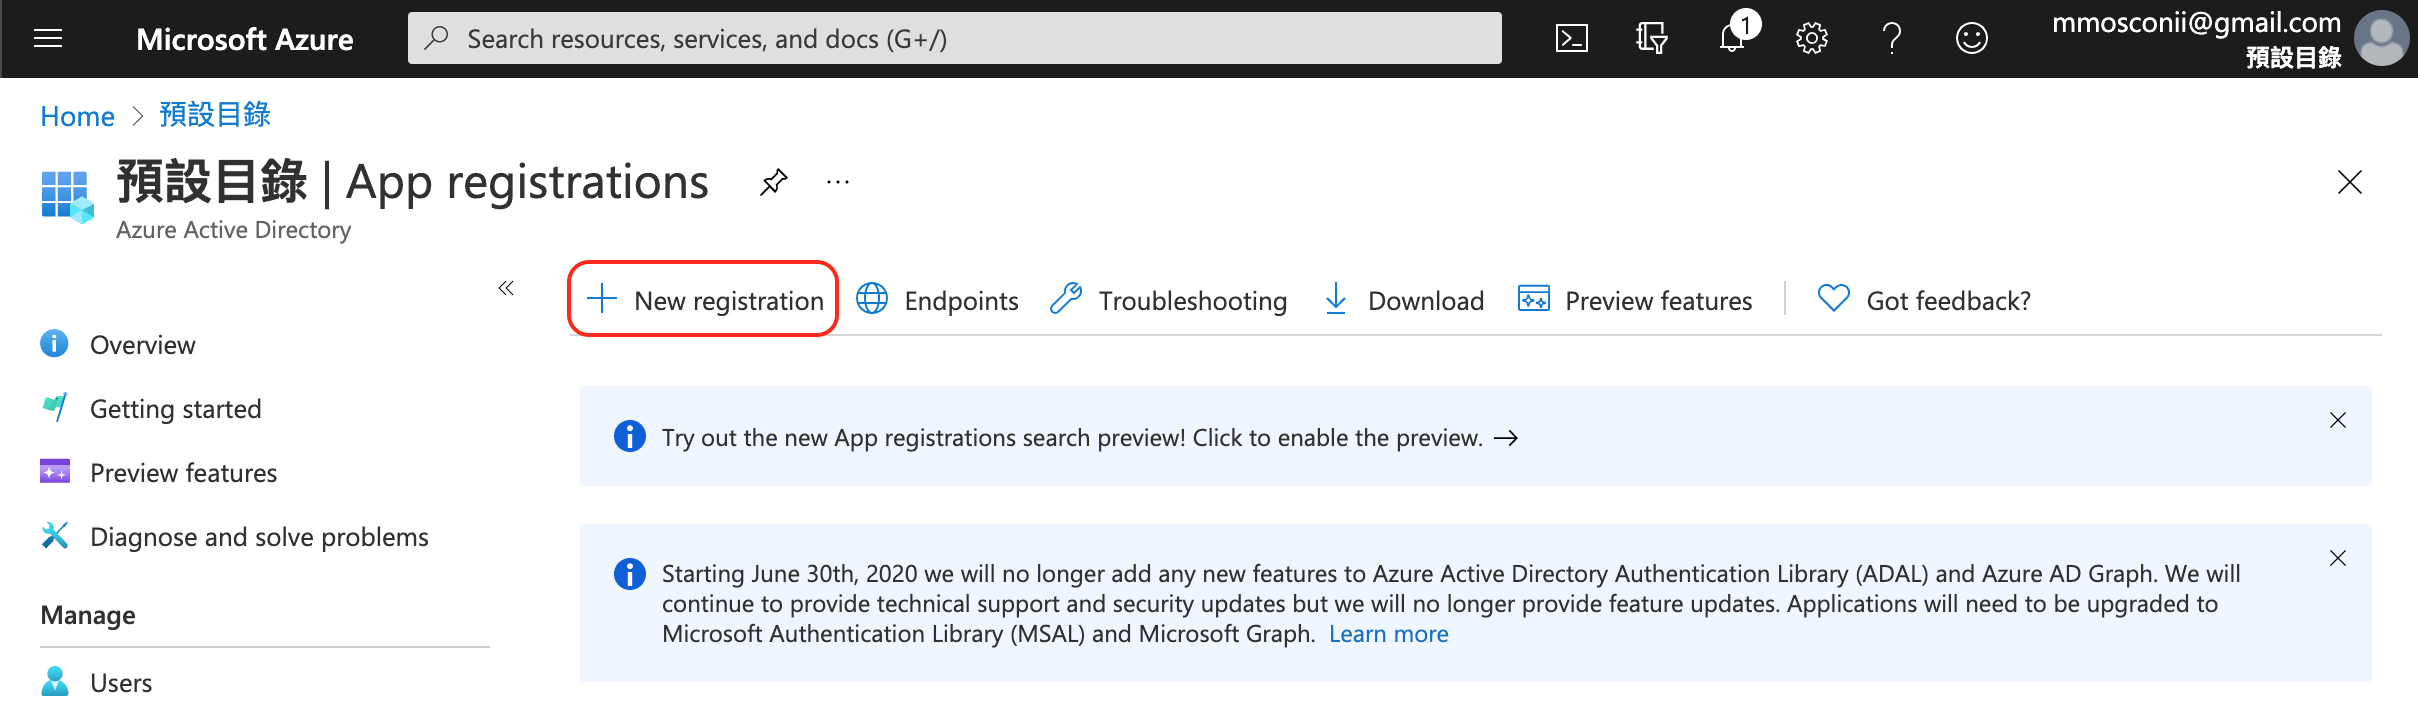 Microsoft Azure
Search resources, services, and docs (G+/)
1
mmosconii@gmail.com
預設目錄
Home > 預設目錄
預設目錄 | App registrations
Azure Active Directory
New registration
Endpoints
Troubleshooting
Download
Preview features
Got feedback?
Overview
Getting started
Preview features
Diagnose and solve problems
Manage
Users
Try out the new App registrations search preview! Click to enable the preview. →
Starting June 30th, 2020 we will no longer add any new features to Azure Active Directory Authentication Library (ADAL) and Azure AD Graph. We will
continue to provide technical support and security updates but we will no longer provide feature updates. Applications will need to be upgraded to
Microsoft Authentication Library (MSAL) and Microsoft Graph. Learn more